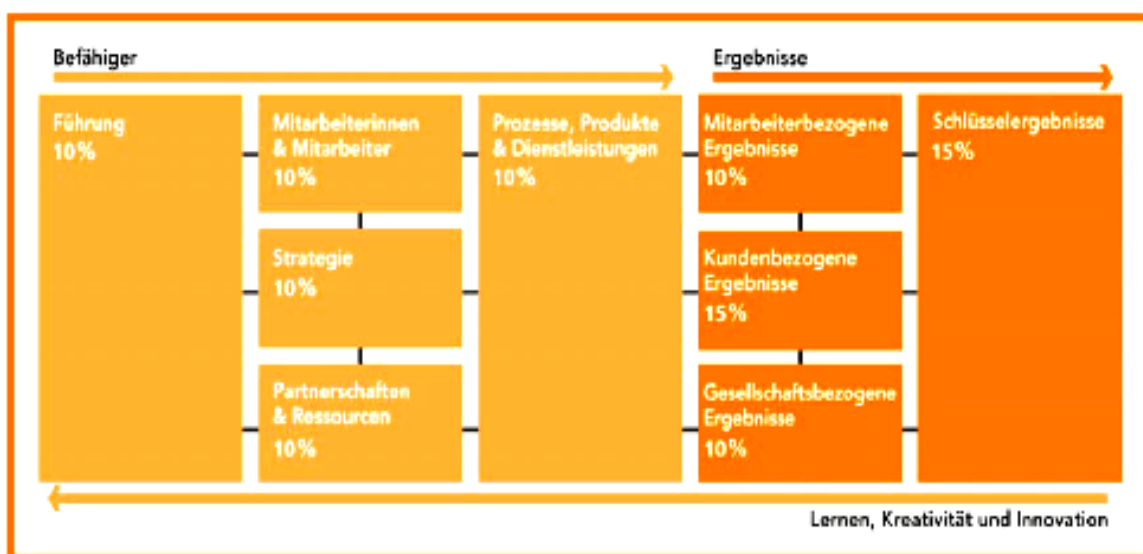 Befähiger
Ergebnisse
Führung
10%
Mitarbeiterinnen
& Mitarbeiter
10%
Strategie
10%
Partnerschaften
& Ressourcen
10%
Prozesse, Produkte
& Dienstleistungen
10%
Mitarbeiterbezogene
Ergebnisse
10%
Kundenbezogene
Ergebnisse
15%
Gesellschaftsbezogene
Ergebnisse
10%
Schlüsselergebnisse
15%
Lernen, Kreativität und Innovation